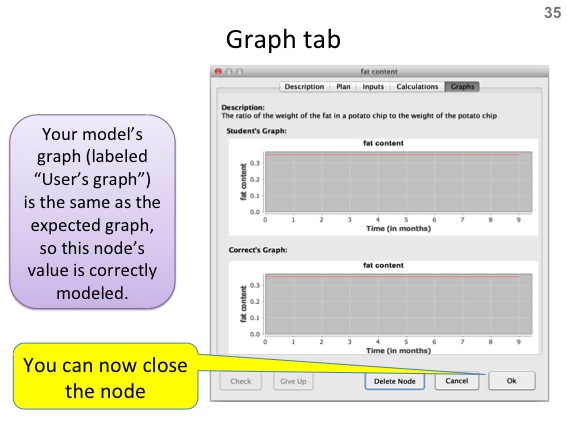 35
Graph tab
fat content
Description Plan Inputs Calculations Graphs
Description:
The ratio of the weight of the fat in a potato chip to the weight of the potato chip
Student's Graph:
fat content
fat content
0.3
0.2
0.1
0.0
0 1 2 3 4 5 6 7 8 9
Time (in months)
Correct's Graph:
fat content
fat content
0.3
0.2
0.1
0.0
0 1 2 3 4 5 6 7 8 9
Time (in months)
Check Give Up Delete Node Cancel Ok
Your model’s
graph (labeled
“User’s graph”)
is the same as the
expected graph,
so this node’s
value is correctly
modeled.
You can now close
the node